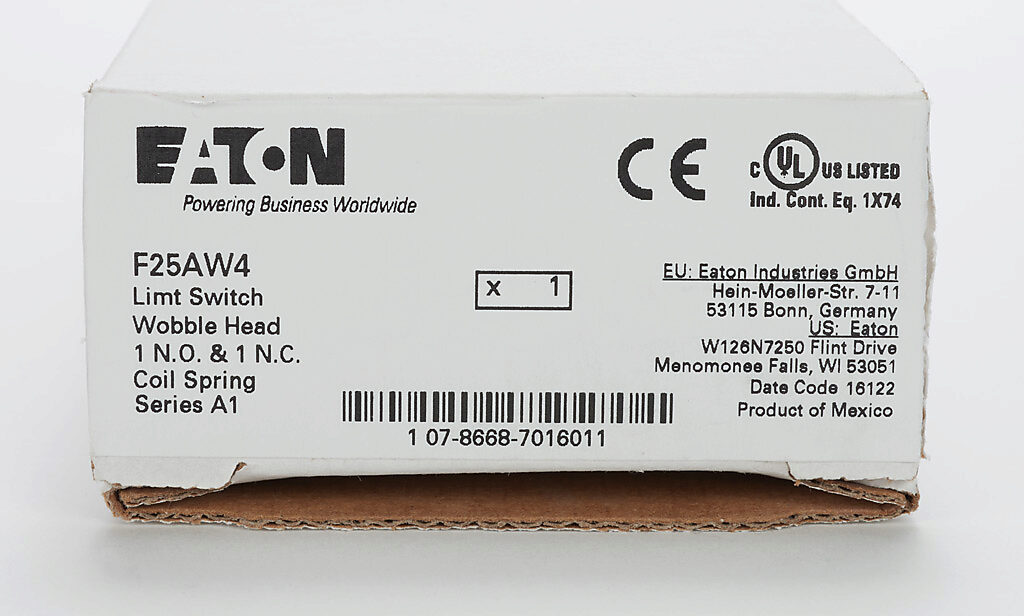 EATON
Powering Business Worldwide
CE
C UL US LISTED
Ind. Cont. Eq. 1X74
F25AW4
Limt Switch
Wobble Head
1 N.O. & 1 N.C.
Coil Spring
Series A1
x 1
EU: Eaton Industries GmbH
Hein-Moeller-Str. 7-11
53115 Bonn, Germany
US: Eaton
W126N7250 Flint Drive
Menomonee Falls, WI 53051
Date Code 16122
Product of Mexico
1 07-8668-7016011